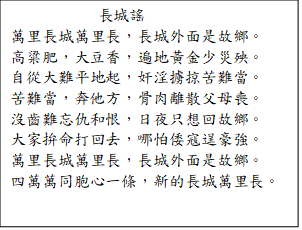 長城謠
萬里長城萬里長，長城外面是故鄉。
高粱肥，大豆香，遍地黃金少災殃。
自從大難平地起，奸淫擄掠苦難當。
苦難當，奔他方，骨肉離散父母喪。
沒齒難忘仇和恨，日夜只想回故鄉。
大家拚命打回去，哪怕倭寇逞豪強。
萬里長城萬里長，長城外面是故鄉。
四萬萬同胞心一條，新的長城萬里長。